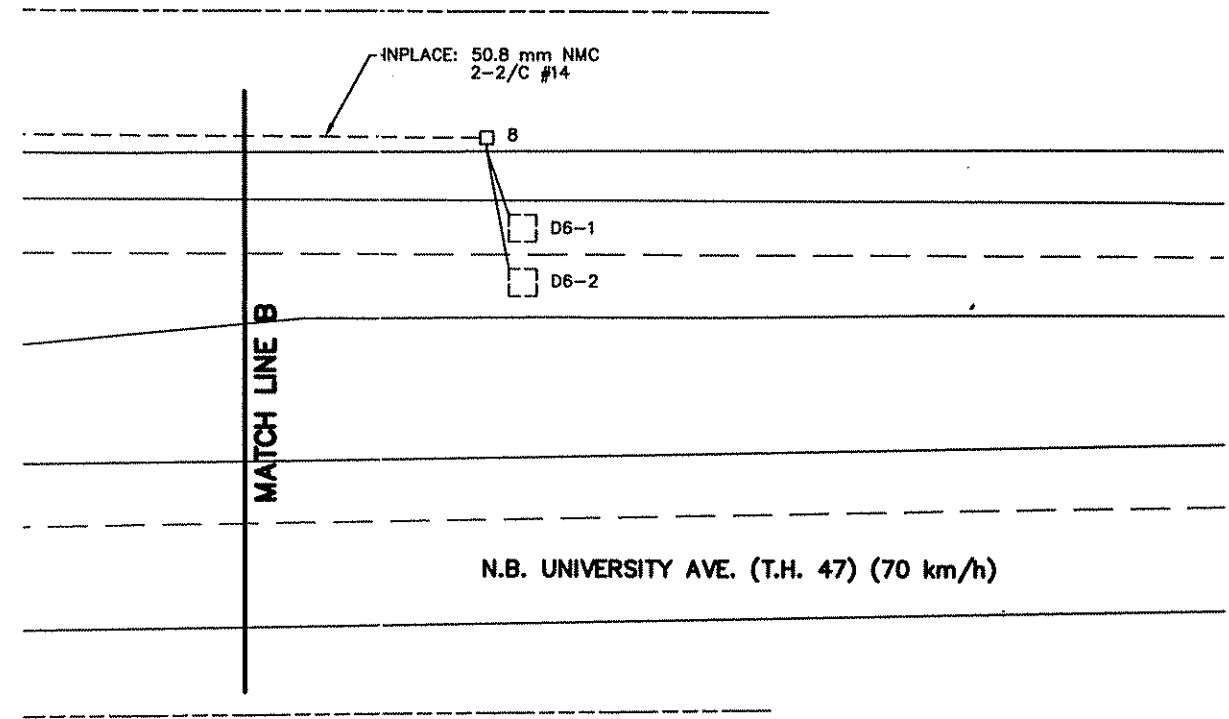 INPLACE: 50.8 mm NMC
2-2/C #14
8
D6-1
D6-2
MATCH LINE B
N.B. UNIVERSITY AVE. (T.H. 47) (70 km/h)